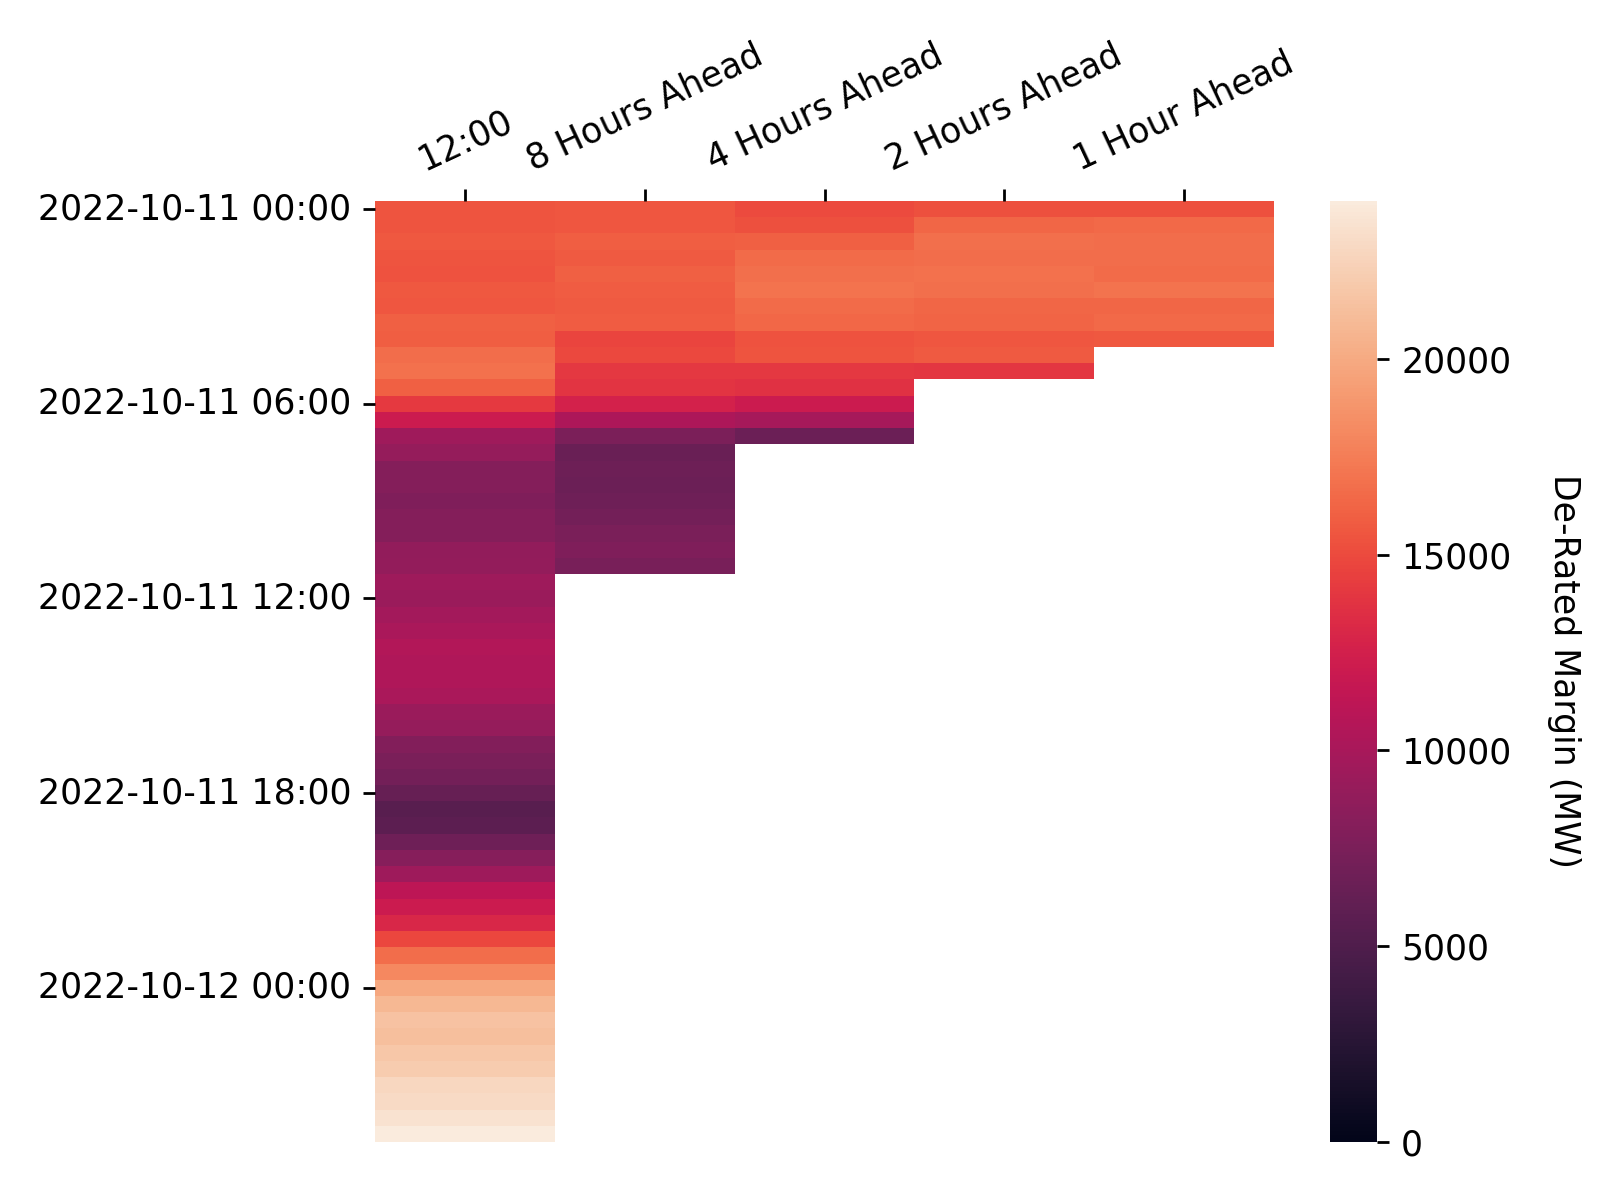 12:00
8 Hours Ahead
4 Hours Ahead
2 Hours Ahead
1 Hour Ahead
2022-10-11 00:00
2022-10-11 06:00
2022-10-11 12:00
2022-10-11 18:00
2022-10-12 00:00
20000
15000
10000
5000
0
De-Rated Margin (MW)